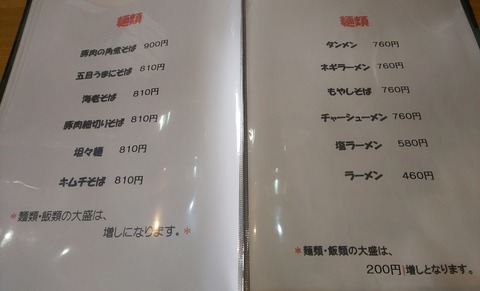 麺類
豚肉の角煮そば 900円
五目うまにそば 810円
海老そば 810円
豚肉細切りそば 810円
坦々麺 810円
キムチそば 810円
*麺類・飯類の大盛は、
増しになります。*
麺類
タンメン 760円
ネギラーメン 760円
もやしそば 760円
チャーシューメン 760円
塩ラーメン 580円
ラーメン 460円
*麺類・飯類の大盛は、
200円増しとなります。